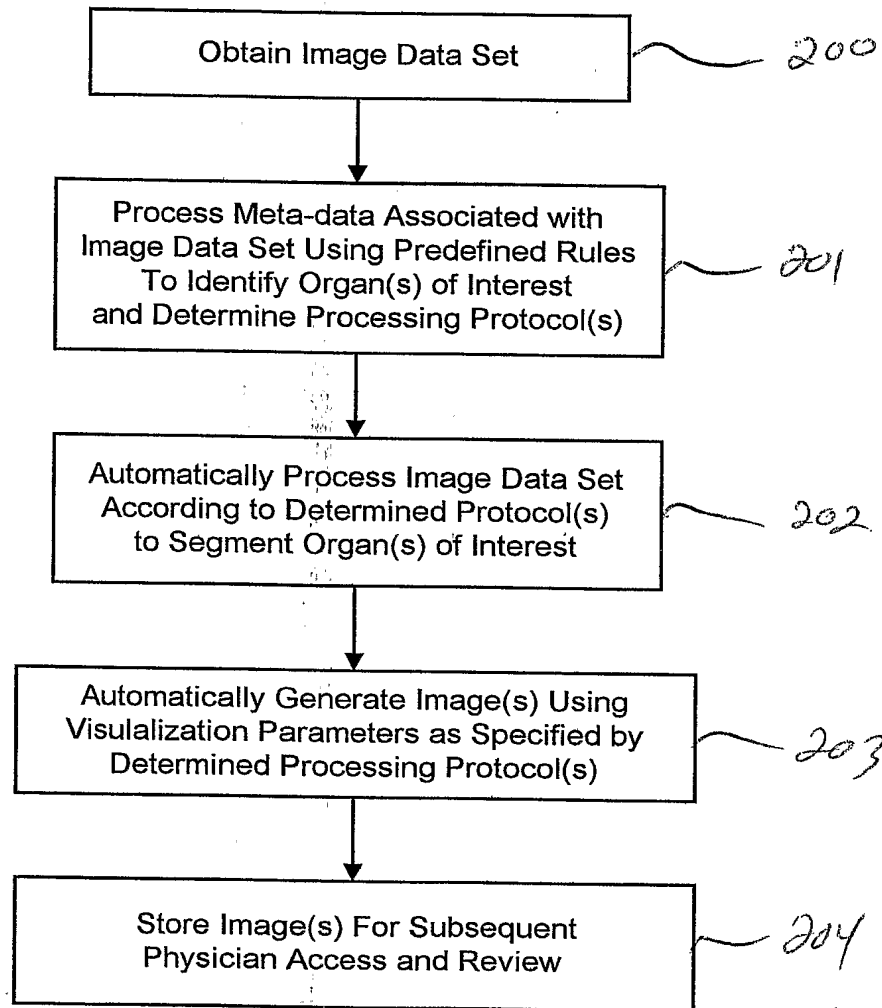 Obtain Image Data Set
200
Process Meta-data Associated with
Image Data Set Using Predefined Rules
To Identify Organ(s) of Interest
and Determine Processing Protocol(s)
201
Automatically Process Image Data Set
According to Determined Protocol(s)
to Segment Organ(s) of Interest
202
Automatically Generate Image(s) Using
Visulalization Parameters as Specified by
Determined Processing Protocol(s)
203
Store Image(s) For Subsequent
Physician Access and Review
204